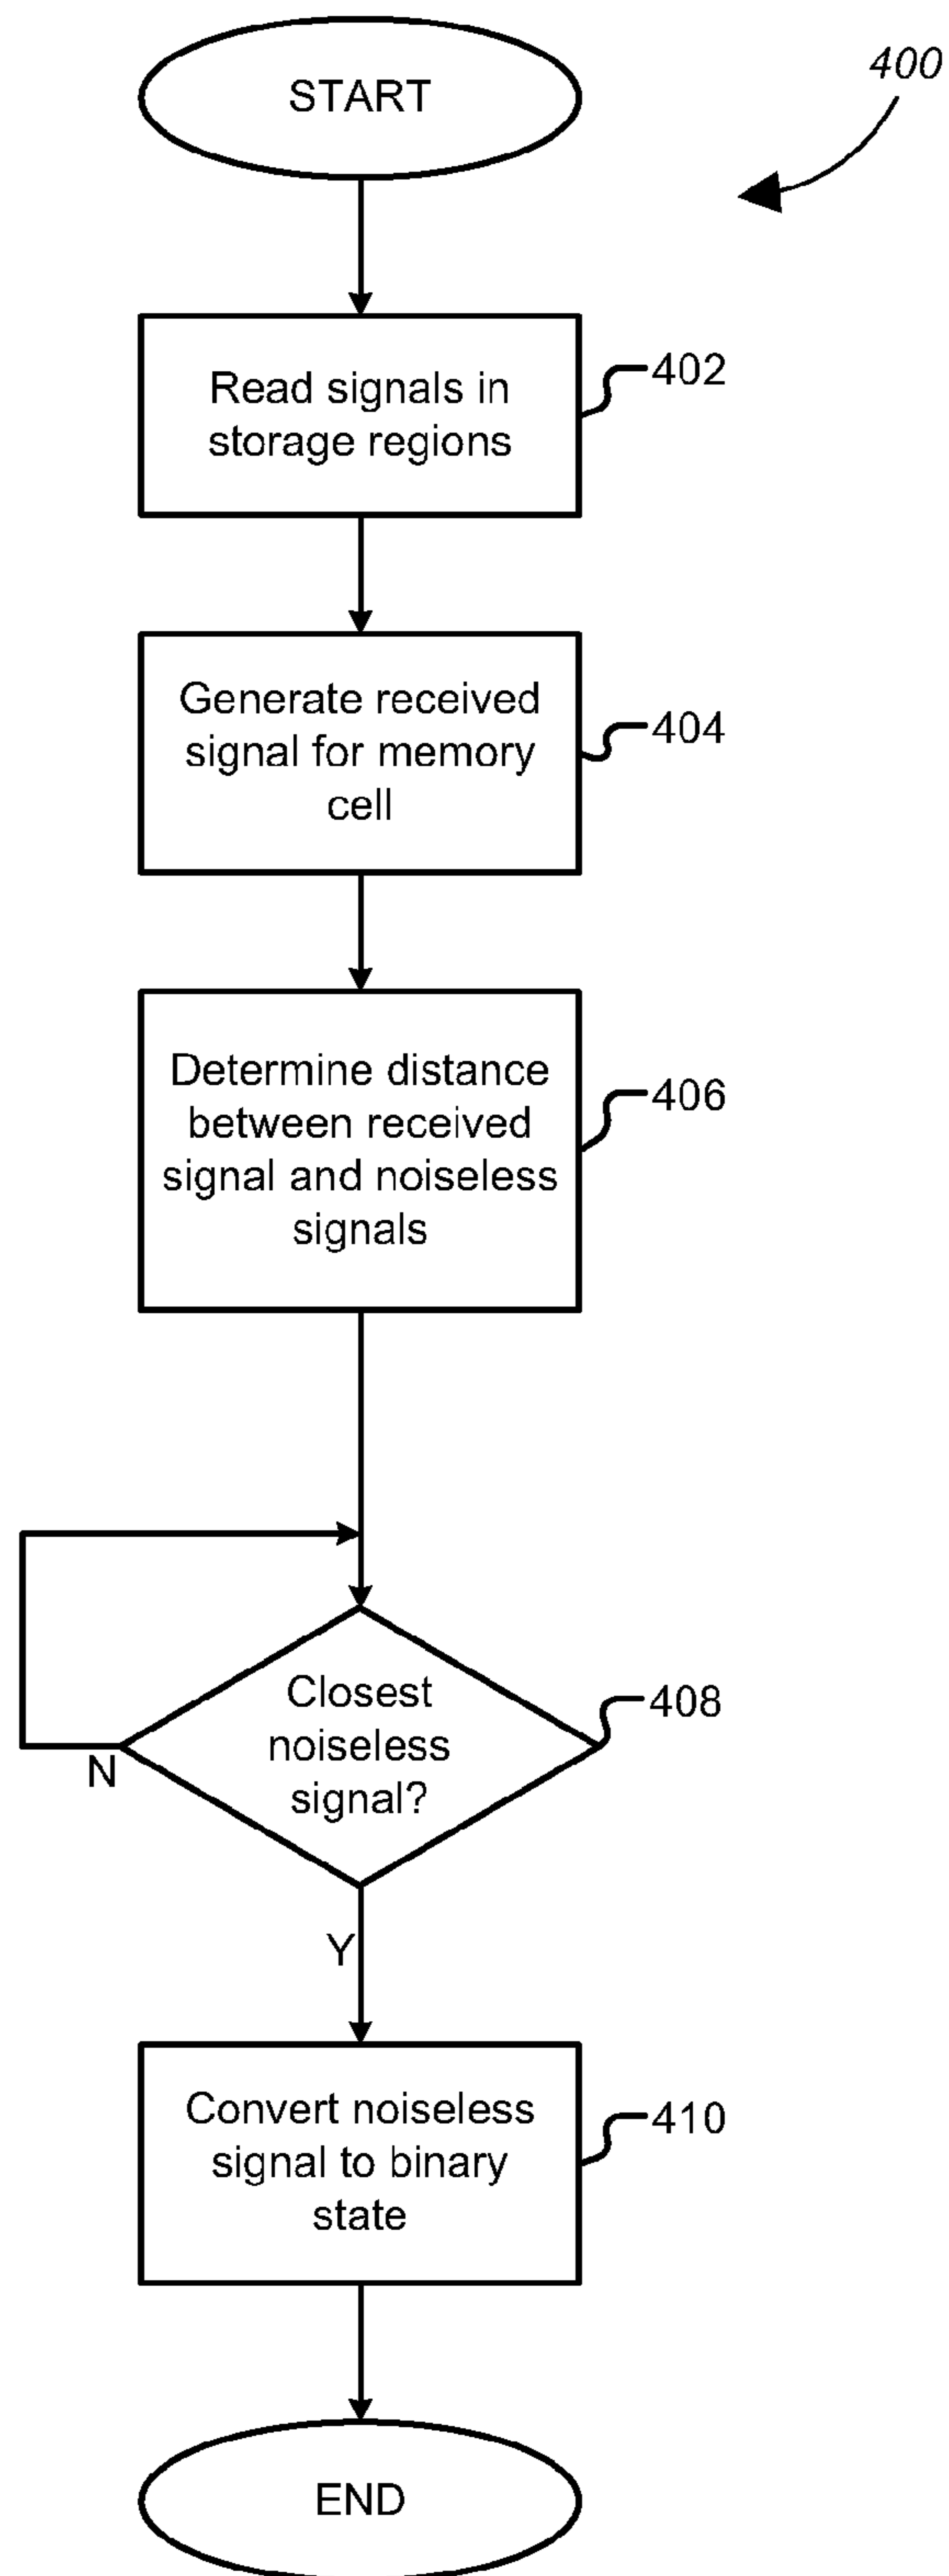 START
400
Read signals in
storage regions
402
Generate received
signal for memory
cell
404
Determine distance
between received
signal and noiseless
signals
406
Closest
noiseless
signal?
408
N
Y
Convert noiseless
signal to binary
state
410
END